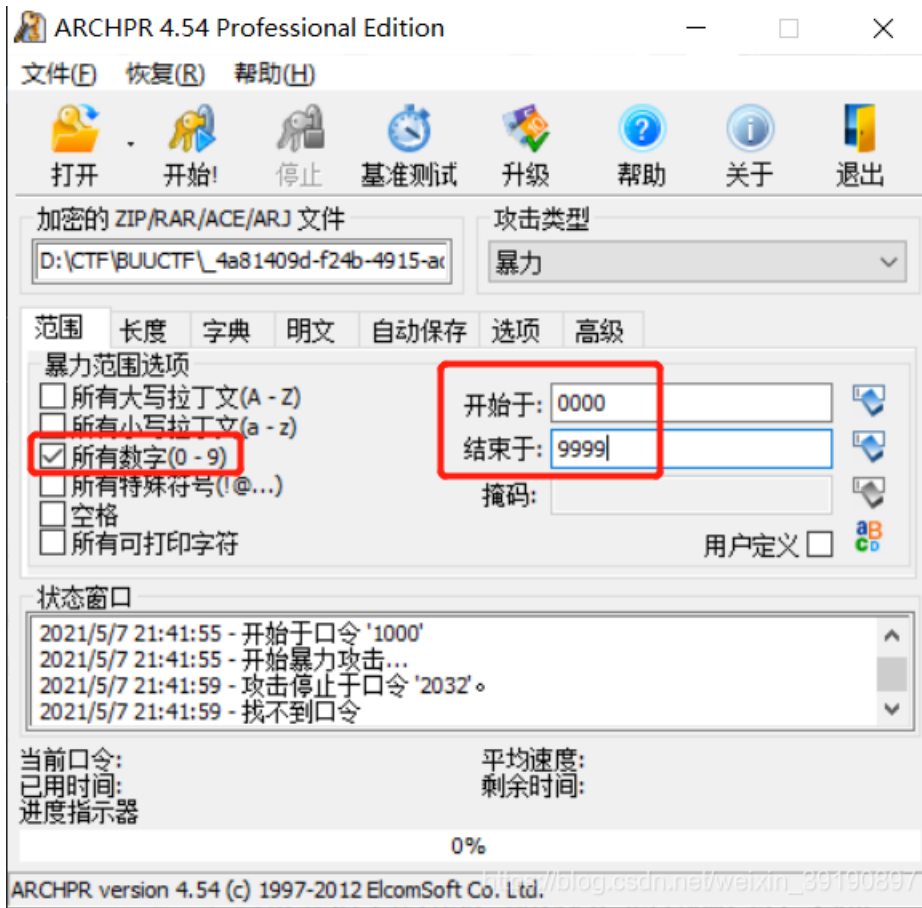 ARCHPR 4.54 Professional Edition
文件(F) 恢复(R) 帮助(H)
打开 开始! 停止 基准测试 升级 帮助 关于 退出
加密的 ZIP/RAR/ACE/ARJ 文件 攻击类型
D:\CTF\BUUCTF\_4a81409d-f24b-4915-ac 暴力
范围 长度 字典 明文 自动保存 选项 高级
暴力范围选项
所有大写拉丁文(A - Z) 开始于: 0000
所有小写拉丁文(a - z)
所有数字(0 - 9) 结束于: 9999
所有特殊符号(!@...) 掩码:
空格
所有可打印字符 用户定义
状态窗口
2021/5/7 21:41:55 - 开始于口令 '1000'
2021/5/7 21:41:55 - 开始暴力攻击...
2021/5/7 21:41:59 - 攻击停止于口令 '2032'。
2021/5/7 21:41:59 - 找不到口令
当前口令: 平均速度:
已用时间: 剩余时间:
进度指示器
0%
ARCHPR version 4.54 (c) 1997-2012 ElcomSoft Co. Ltd.
https://blog.csdn.net/weixin_39190897